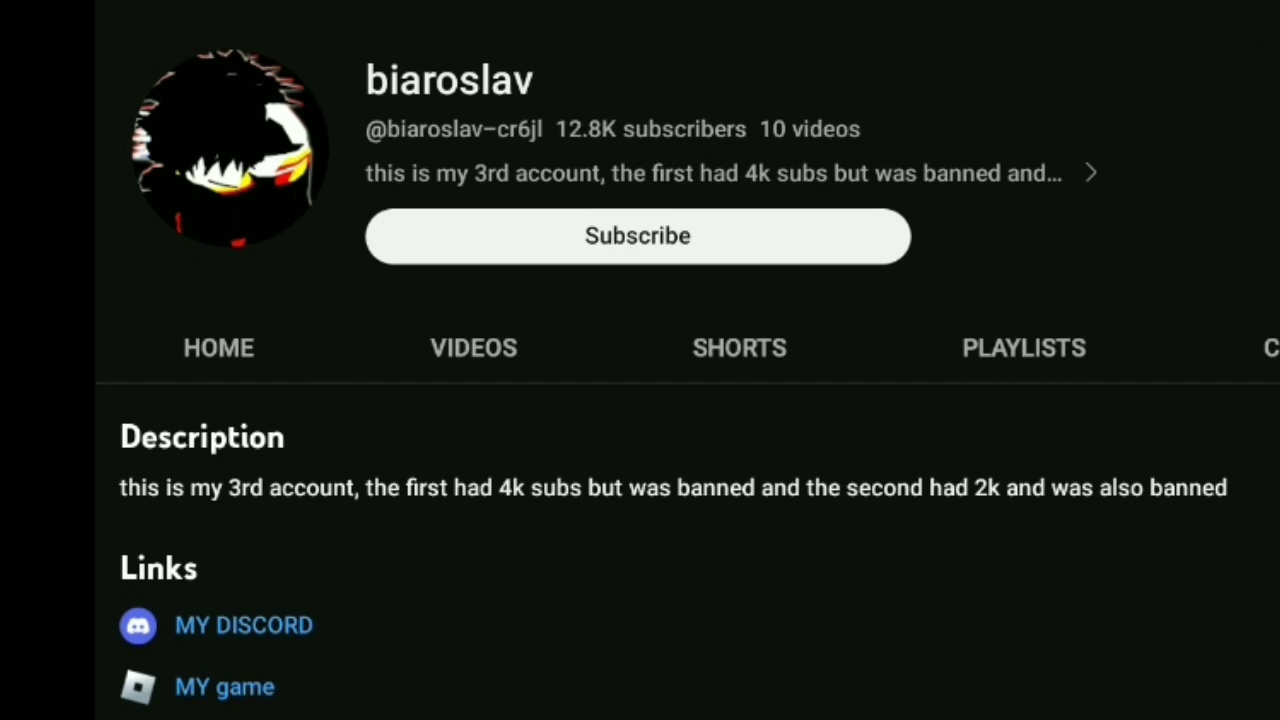 biaroslav
@biaroslav-cr6jl 12.8K subscribers 10 videos
this is my 3rd account, the first had 4k subs but was banned and...
Subscribe
HOME VIDEOS SHORTS PLAYLISTS C
Description
this is my 3rd account, the first had 4k subs but was banned and the second had 2k and was also banned
Links
MY DISCORD
MY game